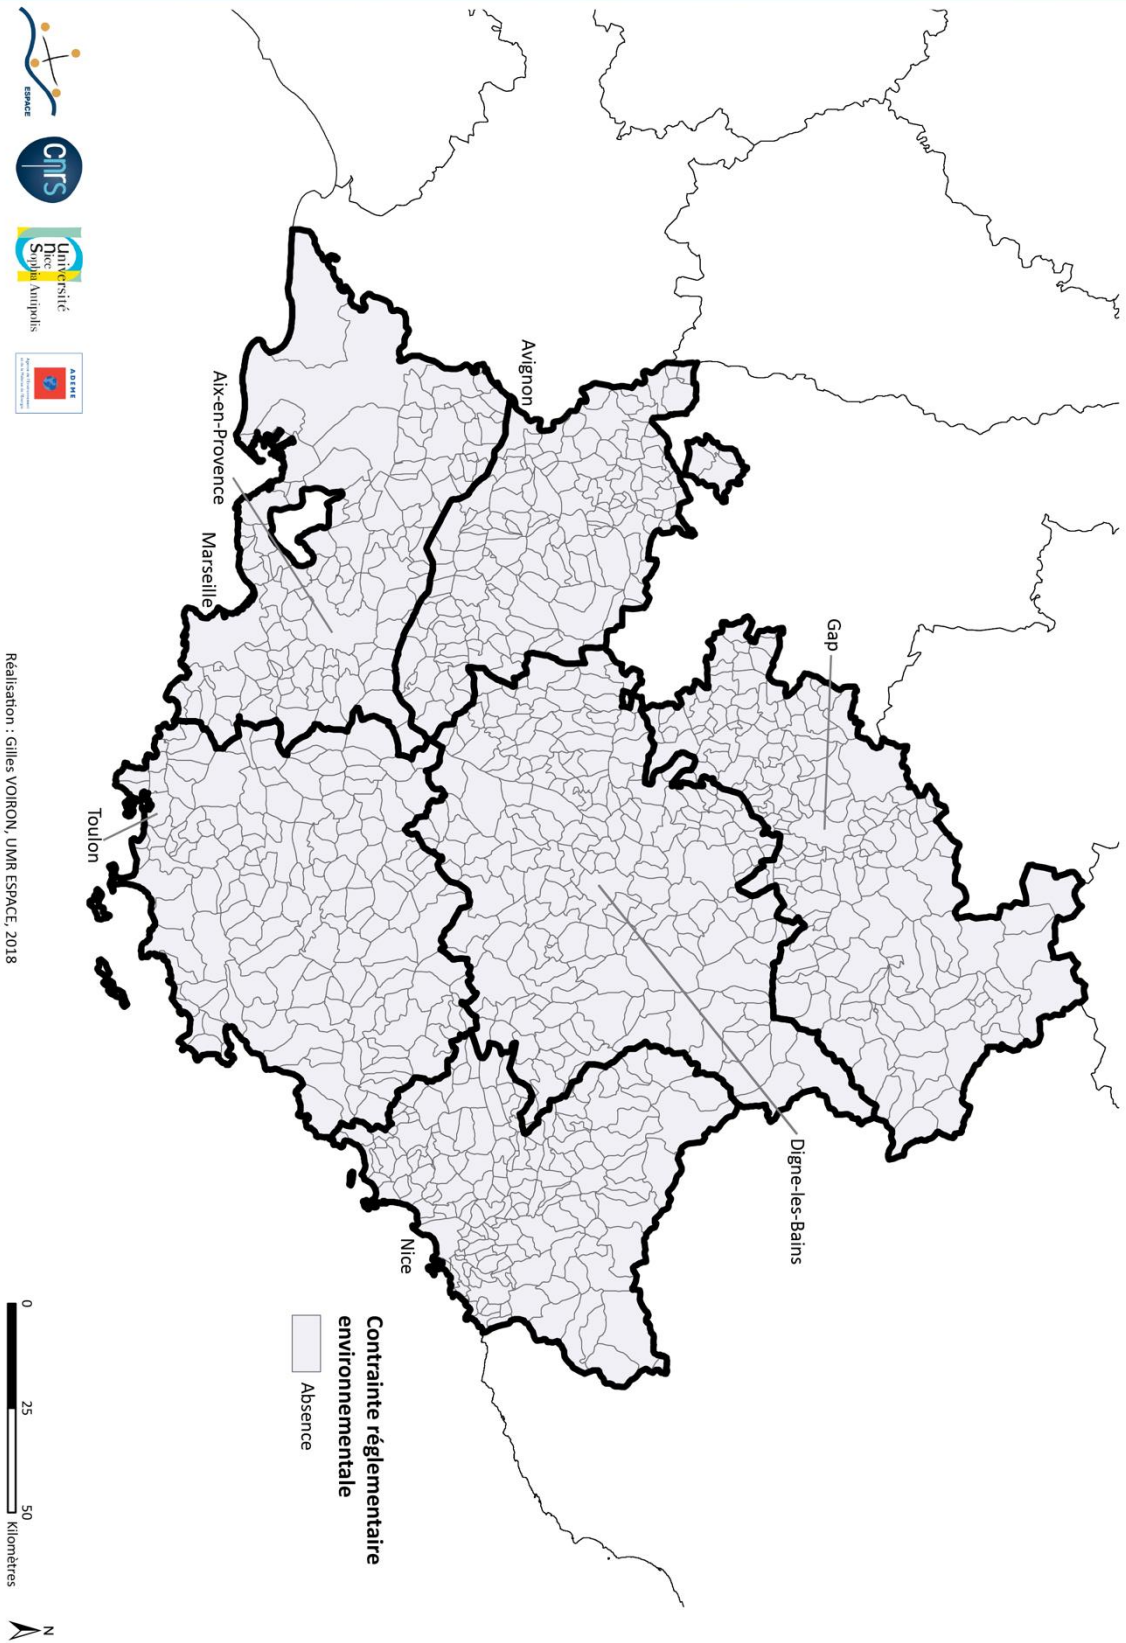 Gap
Avignon
Digne-les-Bains
Aix-en-Provence
Marseille
Nice
Toulon
Contrainte réglementaire
environnementale
Absence
0 25 50 Kilomètres
N
Réalisation : Gilles VOIRON, UMR ESPACE, 2018
ESPACE
cnrs
Université
Nice
Sophia Antipolis
ADEME